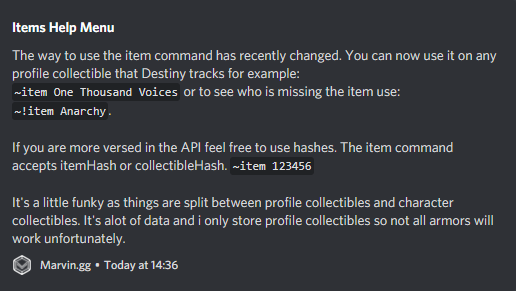 Items Help Menu
The way to use the item command has recently changed. You can now use it on any
profile collectible that Destiny tracks for example:
~item One Thousand Voices or to see who is missing the item use:
~!item Anarchy.
If you are more versed in the API feel free to use hashes. The item command
accepts itemHash or collectibleHash. ~item 123456
It's a little funky as things are split between profile collectibles and character
collectibles. It's alot of data and i only store profile collectibles so not all armors will
work unfortunately.
Marvin.gg • Today at 14:36